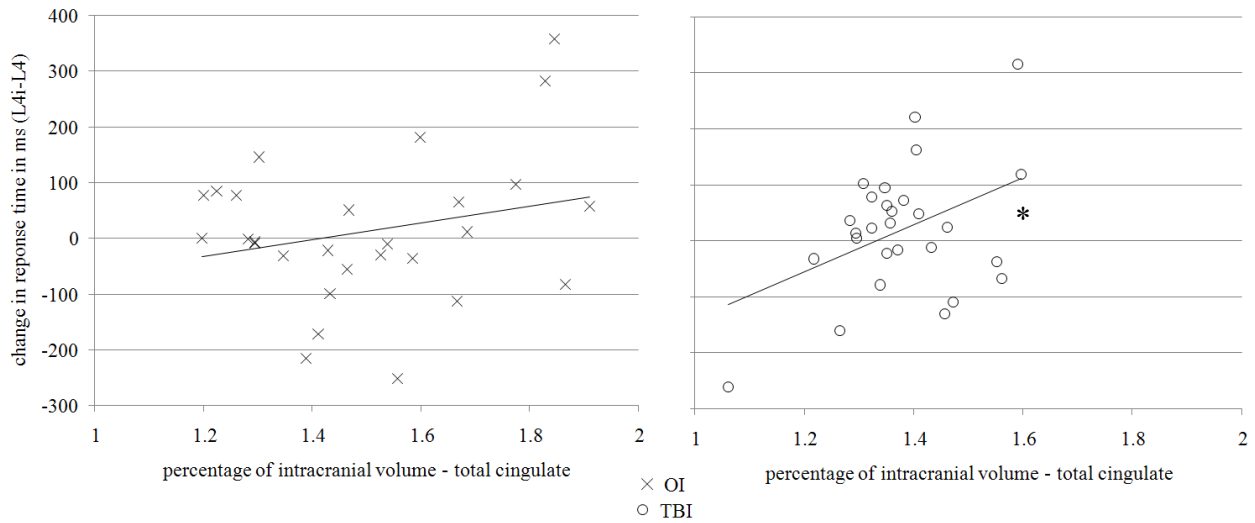 change in reponse time in ms (L4i-L4)
400
300
200
100
0
-100
-200
-300
1 1.2 1.4 1.6 1.8 2
percentage of intracranial volume - total cingulate
*
1 1.2 1.4 1.6 1.8 2
percentage of intracranial volume - total cingulate
OI
TBI